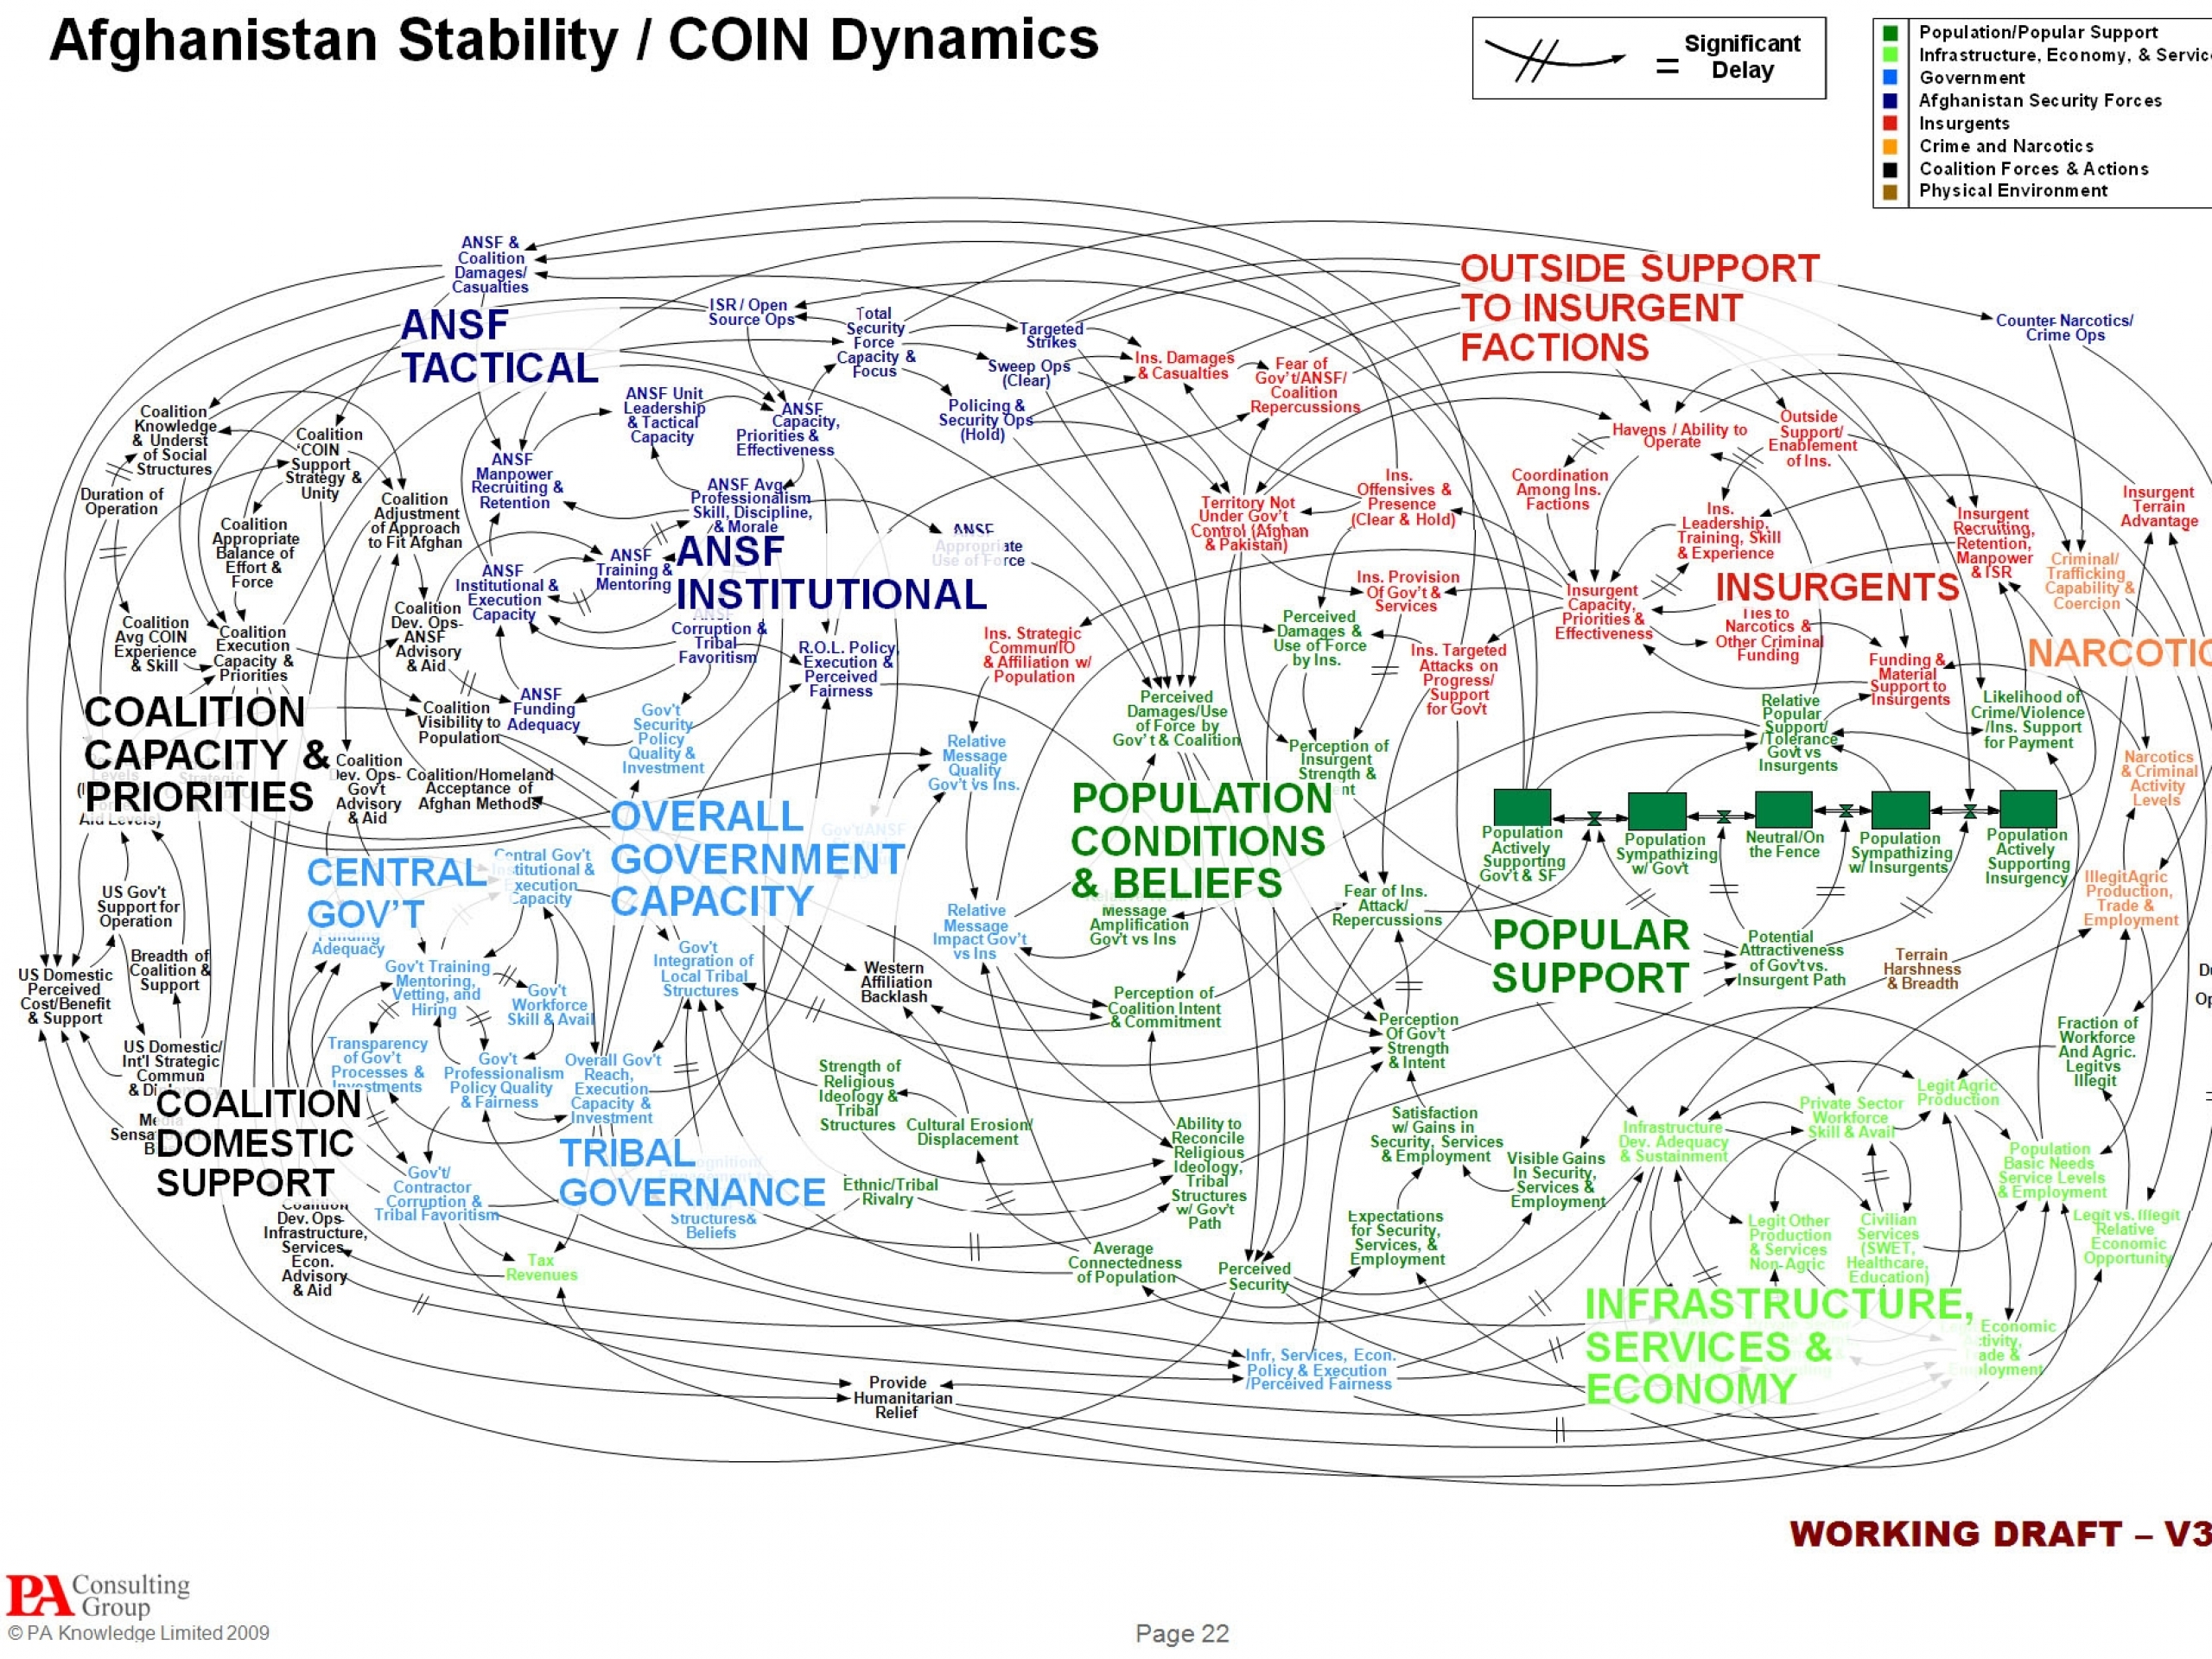 Afghanistan Stability / COIN Dynamics
= Significant
Delay
Population/Popular Support
Infrastructure, Economy, &
Government
Afghanistan Security Forces
Insurgents
Crime and Narcotics
Coalition Forces & Actions
Physical Environment
ANSF &
Coalition
Damages/
Casualties
ANSF
TACTICAL
ISR / Open
Source Ops
Total
Security
Force
Capacity &
Focus
Targeted
Strikes
Sweep Ops
(Clear)
Policing &
Security Ops
(Hold)
Ins. Damages
& Casualties
Fear of
Gov't/ANSF/
Coalition
Repercussions
OUTSIDE SUPPORT
TO INSURGENT
FACTIONS
Counter Narcotics/
Crime Ops
Coalition
Knowledge
& Underst
of Social
Structures
Duration of
Operation
Coalition
COIN
Support
Strategy &
Unity
Coalition
Appropriate
Balance of
Effort &
Force
Coalition
Adjustment
of Approach
to Fit Afghan
ANSF Unit
Leadership
& Tactical
Capacity
ANSF
Capacity,
Priorities &
Effectiveness
ANSF
Manpower
Recruiting &
Retention
ANSF Avg
Professionalism
Skill, Discipline,
& Morale
ANSF
Appropriate
Use of Force
ANSF
INSTITUTIONAL
ANSF
Training &
Mentoring
ANSF
Institutional &
Execution
Capacity
ANSF
Corruption &
Tribal
Favoritism
R.O.L. Policy,
Execution &
Perceived
Fairness
Havens / Ability to
Operate
Outside
Support/
Enablement
of Ins.
Coordination
Among Ins.
Factions
Ins.
Offensives &
Presence
(Clear & Hold)
Territory Not
Under Gov't
Control (Afghan
& Pakistan)
Ins.
Leadership,
Training, Skill
& Experience
Insurgent
Recruiting,
Retention,
Manpower
& ISR
Insurgent
Terrain
Advantage
Criminal/
Trafficking
Capability &
Coercion
INSURGENTS
Ins. Provision
Of Gov't &
Services
Insurgent
Capacity,
Priorities &
Effectiveness
Ties to
Narcotics &
Other Criminal
Funding
Funding &
Material
Support to
Insurgents
Coalition
Avg COIN
Experience
& Skill
Coalition
Execution
Capacity &
Priorities
Coalition
Dev. Ops-
ANSF
Advisory
& Aid
Ins. Strategic
Commun/IO
& Affiliation w/
Population
Perceived
Damages &
Use of Force
by Ins.
Ins. Targeted
Attacks on
Progress/
Support
for Gov't
COALITION
CAPACITY &
PRIORITIES
Levels
Aid Levels)
Coalition
Visibility to
Population
ANSF
Funding
Adequacy
Gov't
Security
Policy
Quality &
Investment
Relative
Message
Quality
Gov't vs Ins.
Perceived
Damages/Use
of Force by
Gov't & Coalition
Perception of
Insurgent
Strength &
Relative
Popular
Support/
/Tolerance
Gov't vs
Insurgents
Likelihood of
Crime/Violence
/Ins. Support
for Payment
Narcotics
& Criminal
Activity
Levels
Coalition
Dev. Ops-
Gov't
Advisory
& Aid
Coalition/Homeland
Acceptance of
Afghan Methods
OVERALL
GOVERNMENT
CAPACITY
Gov't/ANSF
POPULATION
CONDITIONS
& BELIEFS
Population
Actively
Supporting
Gov't & SF
Population
Sympathizing
w/ Gov't
Neutral/On
the Fence
Population
Sympathizing
w/ Insurgents
Population
Actively
Supporting
Insurgency
CENTRAL
GOV'T
Central Gov't
Institutional &
Execution
Capacity
Funding
Adequacy
US Gov't
Support for
Operation
Breadth of
Coalition &
Support
US Domestic
Perceived
Cost/Benefit
& Support
Gov't Training
Mentoring,
Vetting, and
Hiring
Gov't
Workforce
Skill & Avail
Gov't
Integration of
Local Tribal
Structures
Western
Affiliation
Backlash
Relative
Message
Impact Gov't
vs Ins
Message
Amplification
Gov't vs Ins
Fear of Ins.
Attack/
Repercussions
POPULAR
SUPPORT
Potential
Attractiveness
of Gov't vs.
Insurgent Path
Terrain
Harshness
& Breadth
Illegit Agric
Production,
Trade &
Employment
Perception of
Coalition Intent
& Commitment
Perception
Of Gov't
Strength
& Intent
Fraction of
Workforce
And Agric.
Legit vs
Illegit
US Domestic/
Int'l Strategic
Commun
Media
COALITION
DOMESTIC
SUPPORT
Transparency
of Gov't
Processes &
Investments
Gov't
Professionalism
Policy Quality
& Fairness
Overall Gov't
Reach,
Execution
Capacity &
Investment
Strength of
Religious
Ideology &
Tribal
Structures
Cultural Erosion/
Displacement
Ability to
Reconcile
Religious
Ideology,
Tribal
Structures
w/ Gov't
Path
Satisfaction
w/ Gains in
Security, Services
& Employment
Visible Gains
In Security,
Services &
Employment
Infrastructure
Dev. Adequacy
& Sustainment
Private Sector
Workforce
Skill & Avail
Legit Agric
Production
Population
Basic Needs
Service Levels
& Employment
TRIBAL
GOVERNANCE
Structures&
Beliefs
Gov't/
Contractor
Corruption &
Tribal Favoritism
Ethnic/Tribal
Rivalry
Expectations
for Security,
Services, &
Employment
Legit Other
Production
& Services
Non-Agric
Civilian
Services
(SWET,
Healthcare,
Education)
Legit vs. Illegit
Relative
Economic
Opportunity
Coalition
Dev. Ops-
Infrastructure,
Services,
Econ.
Advisory
& Aid
Tax
Revenues
Average
Connectedness
of Population
Perceived
Security
INFRASTRUCTURE,
SERVICES &
ECONOMY
Economic
Infr, Services, Econ.
Policy & Execution
/Perceived Fairness
Provide
Humanitarian
Relief
WORKING DRAFT – V3
PA Consulting
Group
© PA Knowledge Limited 2009
Page 22